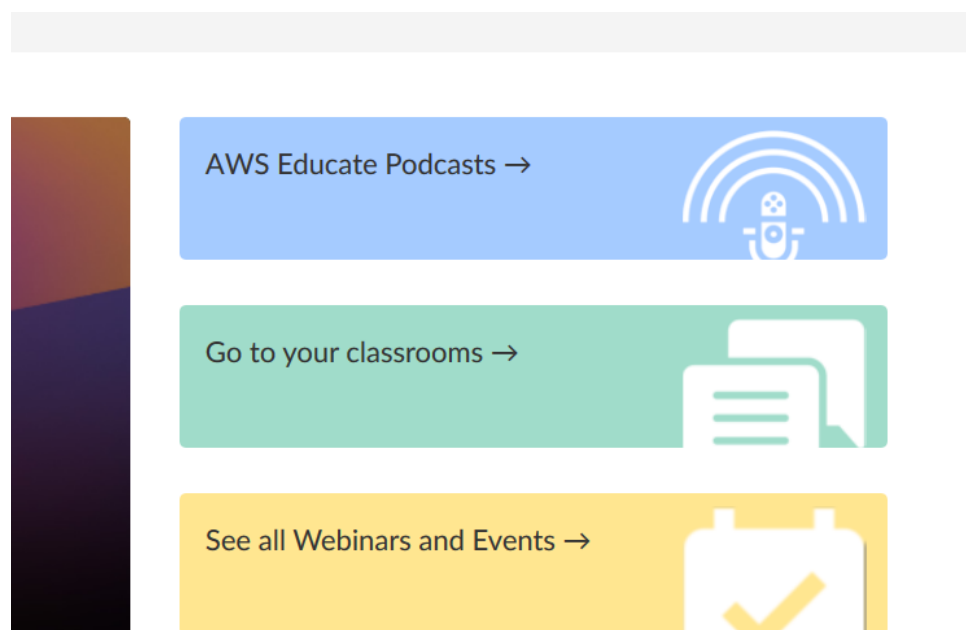 AWS Educate Podcasts →
Go to your classrooms →
See all Webinars and Events →